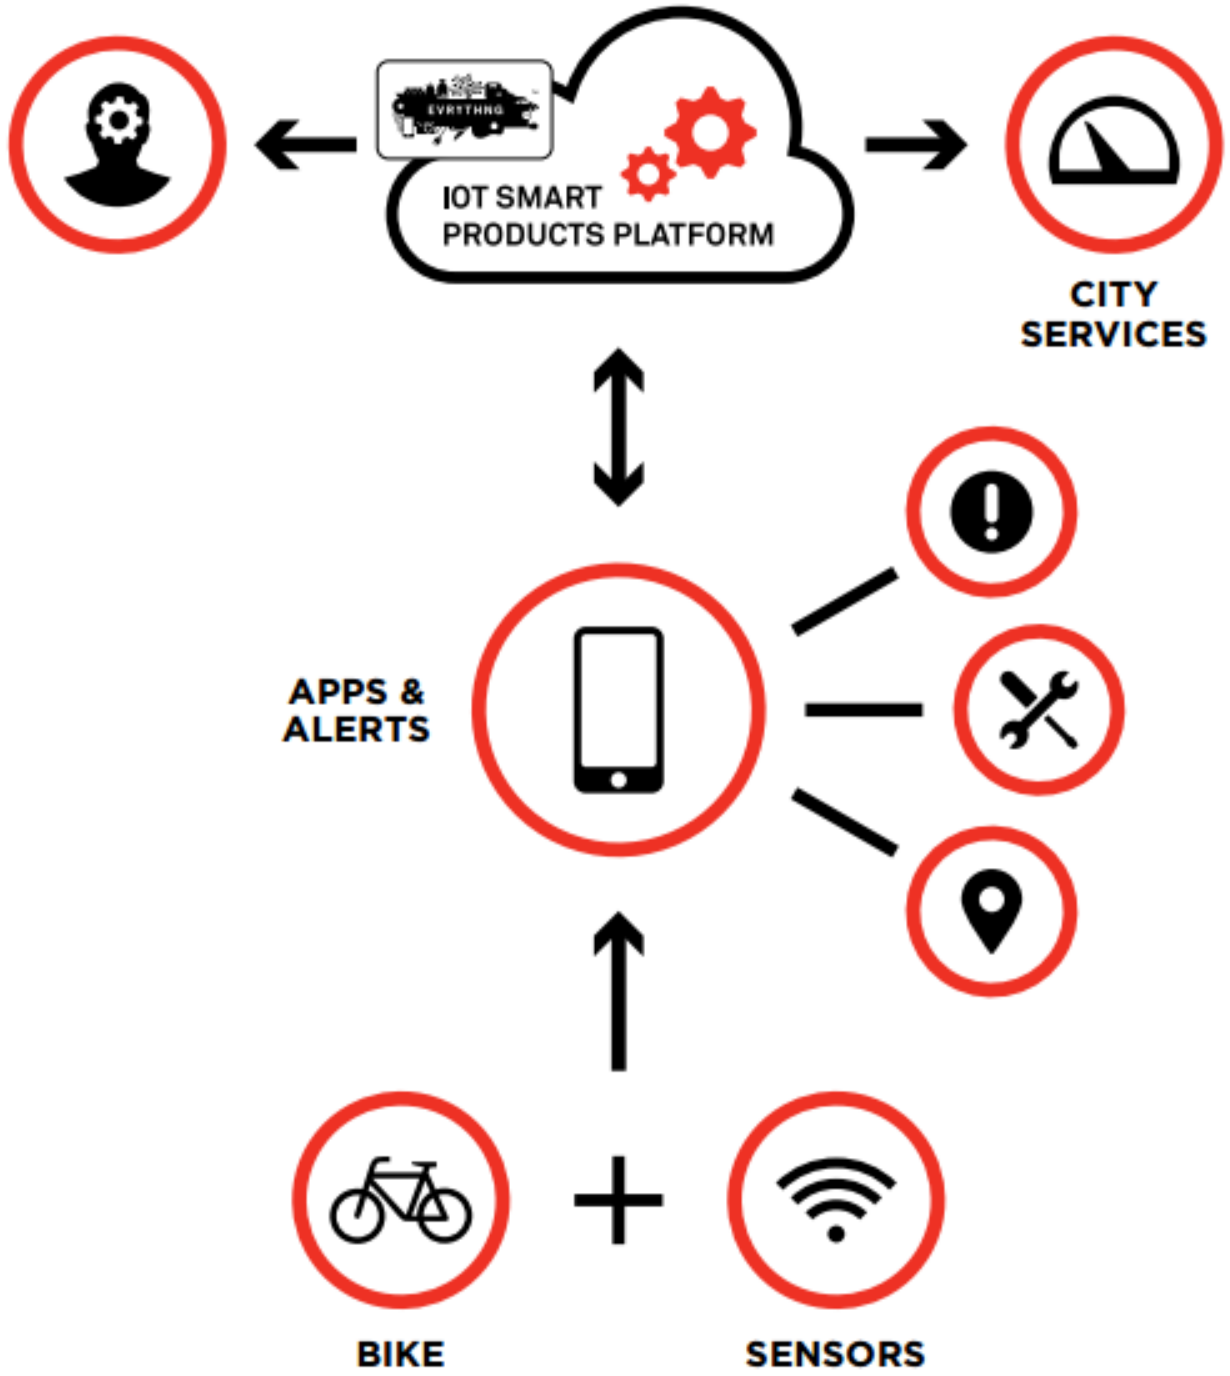 EVRYTHNG
IOT SMART
PRODUCTS PLATFORM
CITY
SERVICES
APPS &
ALERTS
BIKE
SENSORS